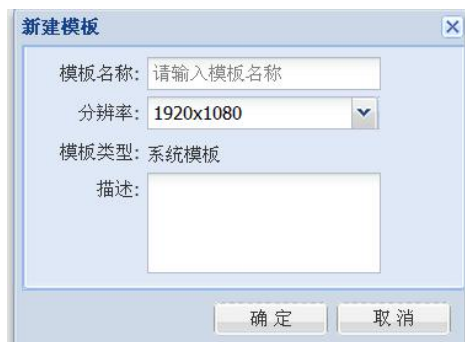 新建模板
模板名称: 请输入模板名称
分辨率: 1920x1080
模板类型: 系统模板
描述:
确定 取消